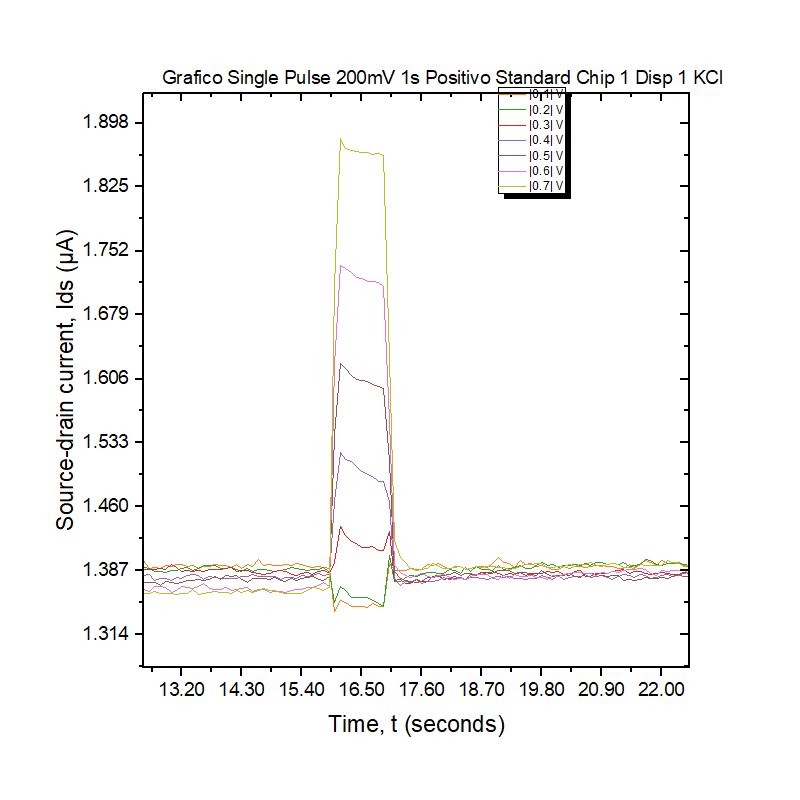 Grafico Single Pulse 200mV 1s Positivo Standard Chip 1 Disp 1 KCl
|0.1| V
|0.2| V
|0.3| V
|0.4| V
|0.5| V
|0.6| V
|0.7| V
1.898
1.825
1.752
1.679
1.606
1.533
1.460
1.387
1.314
Source-drain current, Ids (µA)
13.20 14.30 15.40 16.50 17.60 18.70 19.80 20.90 22.00
Time, t (seconds)